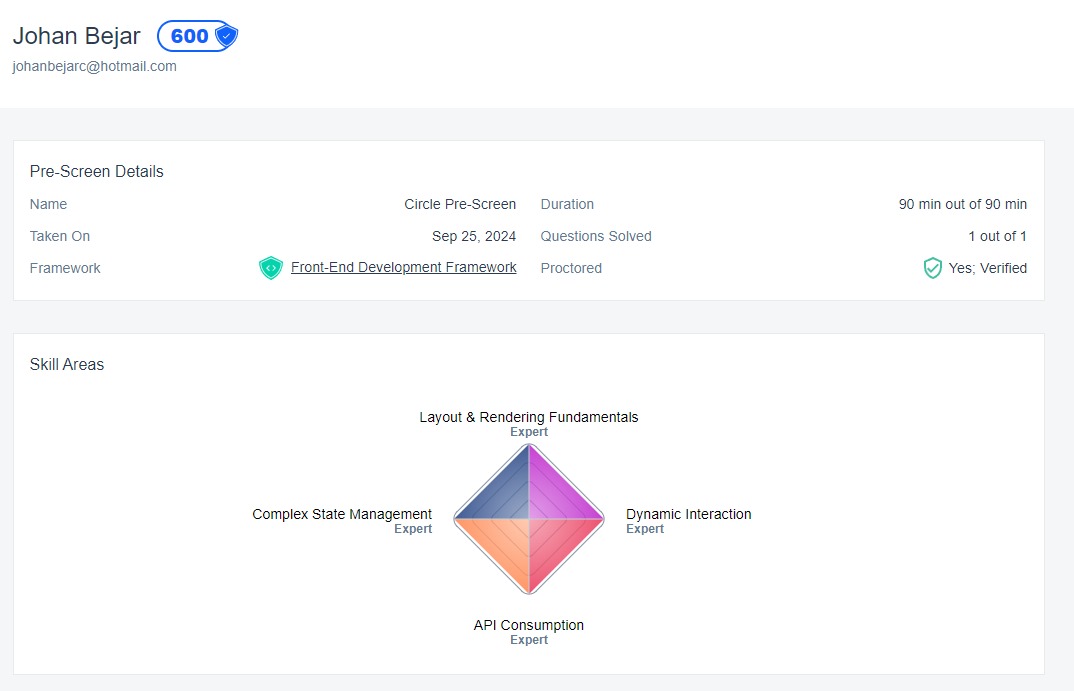 Johan Bejar 600
johanbejarc@hotmail.com
Pre-Screen Details
Name Circle Pre-Screen Duration 90 min out of 90 min
Taken On Sep 25, 2024 Questions Solved 1 out of 1
Framework Front-End Development Framework Proctored Yes; Verified
Skill Areas
Layout & Rendering Fundamentals
Expert
Complex State Management Dynamic Interaction
Expert Expert
API Consumption
Expert